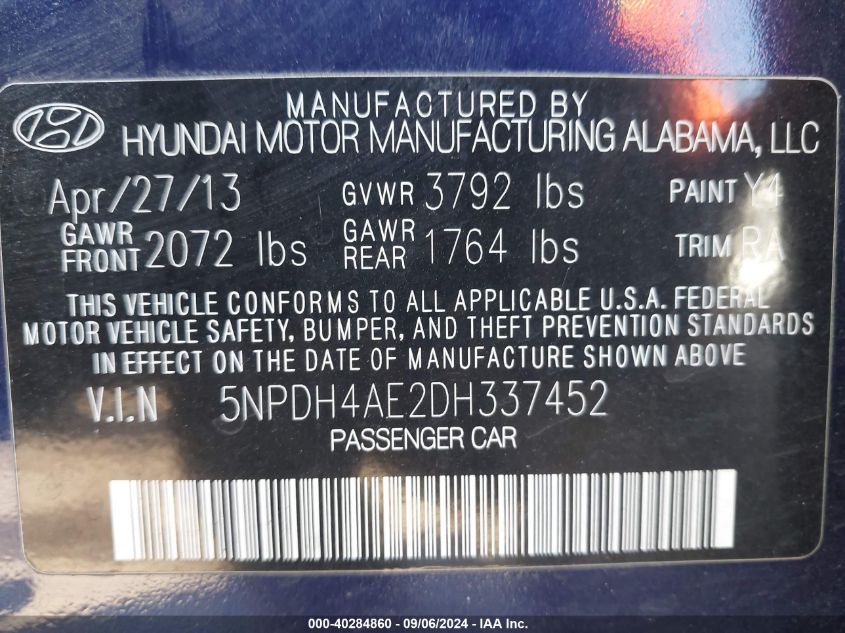 MANUFACTURED BY
HYUNDAI MOTOR MANUFACTURING ALABAMA, LLC
Apr/27/13 GVWR 3792 lbs PAINT Y4
GAWR FRONT 2072 lbs GAWR REAR 1764 lbs TRIM RA
THIS VEHICLE CONFORMS TO ALL APPLICABLE U.S.A. FEDERAL
MOTOR VEHICLE SAFETY, BUMPER, AND THEFT PREVENTION STANDARDS
IN EFFECT ON THE DATE OF MANUFACTURE SHOWN ABOVE
V.I.N 5NPDH4AE2DH337452
PASSENGER CAR
000-40284860 - 09/06/2024 - IAA Inc.